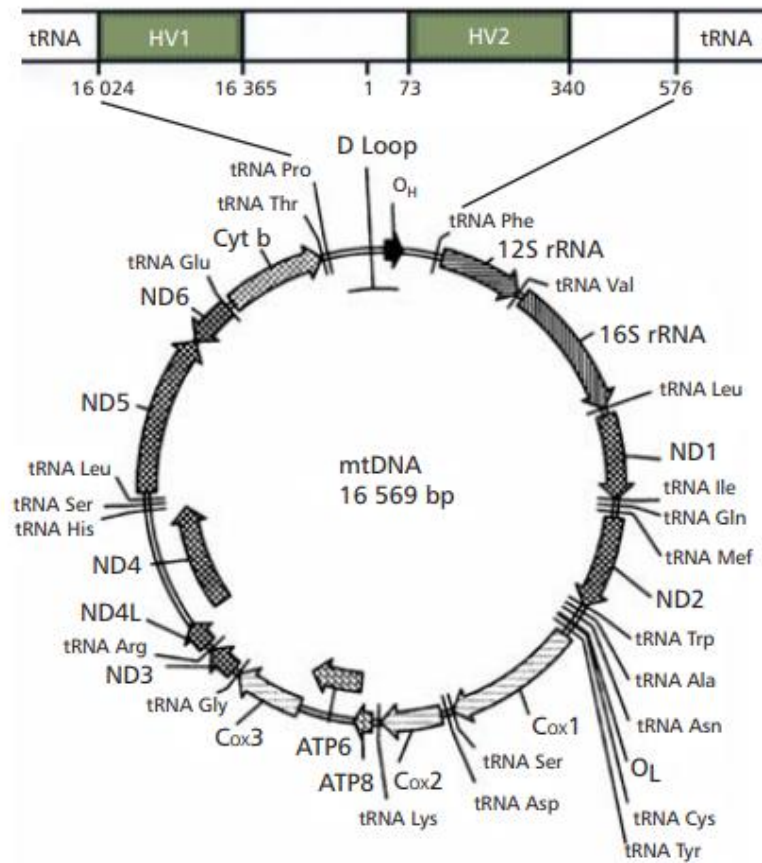 tRNA HV1 HV2 tRNA
16 024 16 365 1 73 340 576
D Loop
OH
tRNA Pro
tRNA Thr
Cyt b
tRNA Glu
ND6
ND5
tRNA Leu
tRNA Ser
tRNA His
ND4
ND4L
tRNA Arg
ND3
tRNA Gly
Cox3
ATP6
ATP8
tRNA Lys
Cox2
tRNA Asp
tRNA Ser
Cox1
tRNA Tyr
tRNA Cys
OL
tRNA Asn
tRNA Ala
tRNA Trp
ND2
tRNA Mef
tRNA Gln
tRNA Ile
ND1
tRNA Leu
16S rRNA
tRNA Val
12S rRNA
tRNA Phe
mtDNA
16 569 bp